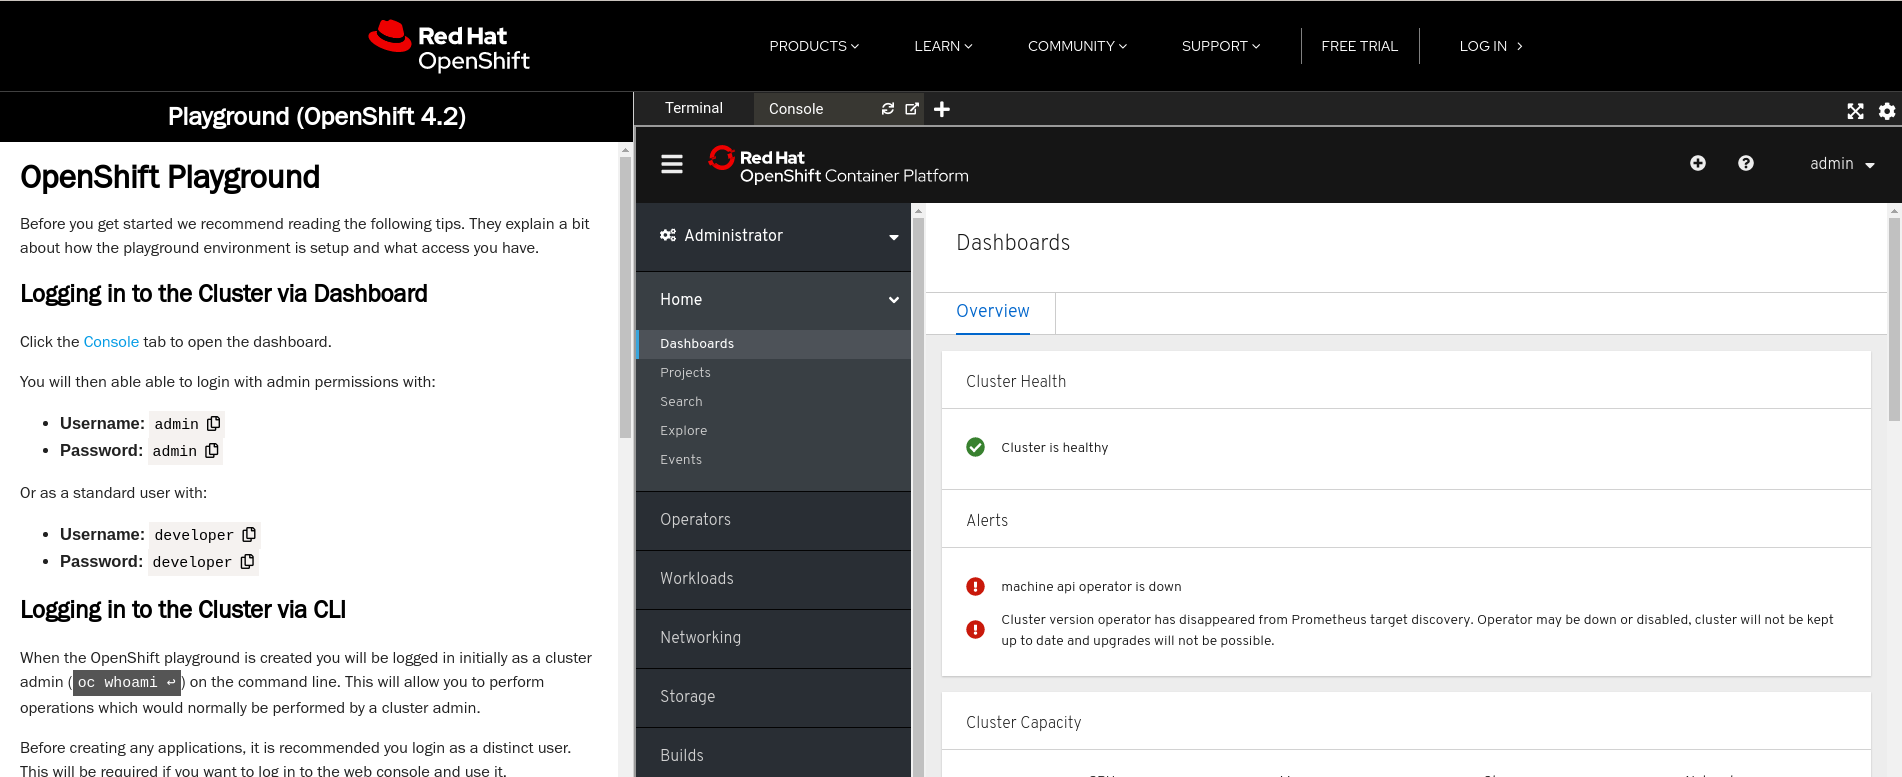 Red Hat
OpenShift
PRODUCTS
LEARN
COMMUNITY
SUPPORT
FREE TRIAL
LOG IN
Playground (OpenShift 4.2)
OpenShift Playground
Before you get started we recommend reading the following tips. They explain a bit
about how the playground environment is setup and what access you have.
Logging in to the Cluster via Dashboard
Click the Console tab to open the dashboard.
You will then able able to login with admin permissions with:
• Username: admin
• Password: admin
Or as a standard user with:
• Username: developer
• Password: developer
Logging in to the Cluster via CLI
When the OpenShift playground is created you will be logged in initially as a cluster
admin (oc whoami ↩) on the command line. This will allow you to perform
operations which would normally be performed by a cluster admin.
Before creating any applications, it is recommended you login as a distinct user.
This will be required if you want to log in to the web console and use it.
Terminal
Console
Red Hat
OpenShift Container Platform
admin
Administrator
Home
Dashboards
Projects
Search
Explore
Events
Operators
Workloads
Networking
Storage
Builds
Dashboards
Overview
Cluster Health
Cluster is healthy
Alerts
machine api operator is down
Cluster version operator has disappeared from Prometheus target discovery. Operator may be down or disabled, cluster will not be kept
up to date and upgrades will not be possible.
Cluster Capacity